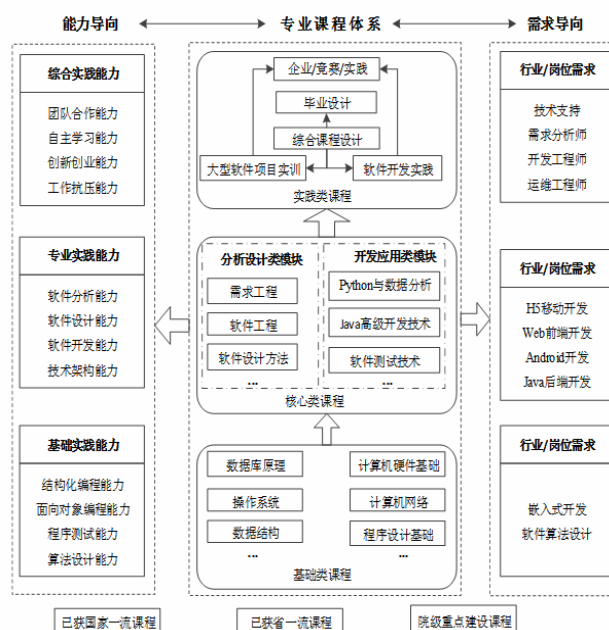 能力导向
专业课程体系
需求导向
综合实践能力
团队合作能力
自主学习能力
创新创业能力
工作抗压能力
专业实践能力
软件分析能力
软件设计能力
软件开发能力
技术架构能力
基础实践能力
结构化编程能力
面向对象编程能力
程序测试能力
算法设计能力
企业/竞赛/实践
毕业设计
综合课程设计
大型软件项目实训
软件开发实践
实践类课程
分析设计类模块
需求工程
软件工程
软件设计方法
...
开发应用类模块
Python与数据分析
Java高级开发技术
软件测试技术
...
核心类课程
数据库原理
操作系统
数据结构
...
计算机硬件基础
计算机网络
程序设计基础
...
基础类课程
行业/岗位需求
技术支持
需求分析师
开发工程师
运维工程师
行业/岗位需求
H5移动开发
Web前端开发
Android开发
Java后端开发
行业/岗位需求
嵌入式开发
软件算法设计
已获国家一流课程
已获省一流课程
院级重点建设课程